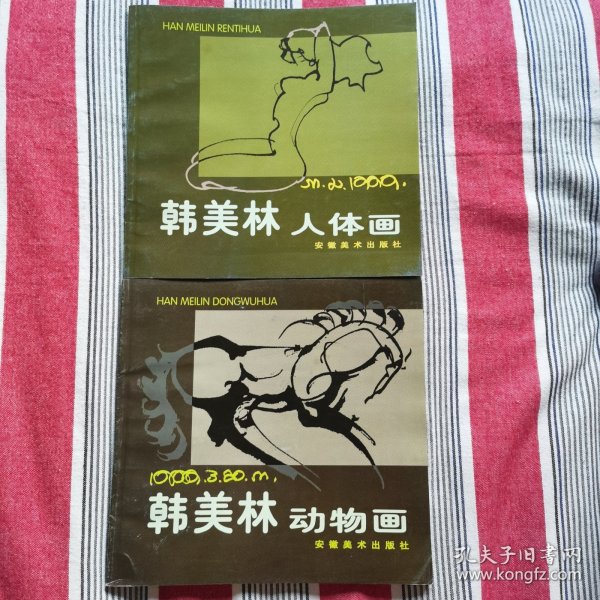 HAN MEILIN RENTIHUA
韩美林 人体画
安徽美术出版社
HAN MEILIN DONGWUHUA
韩美林 动物画
安徽美术出版社
孔夫子旧书网
www.kongfz.com